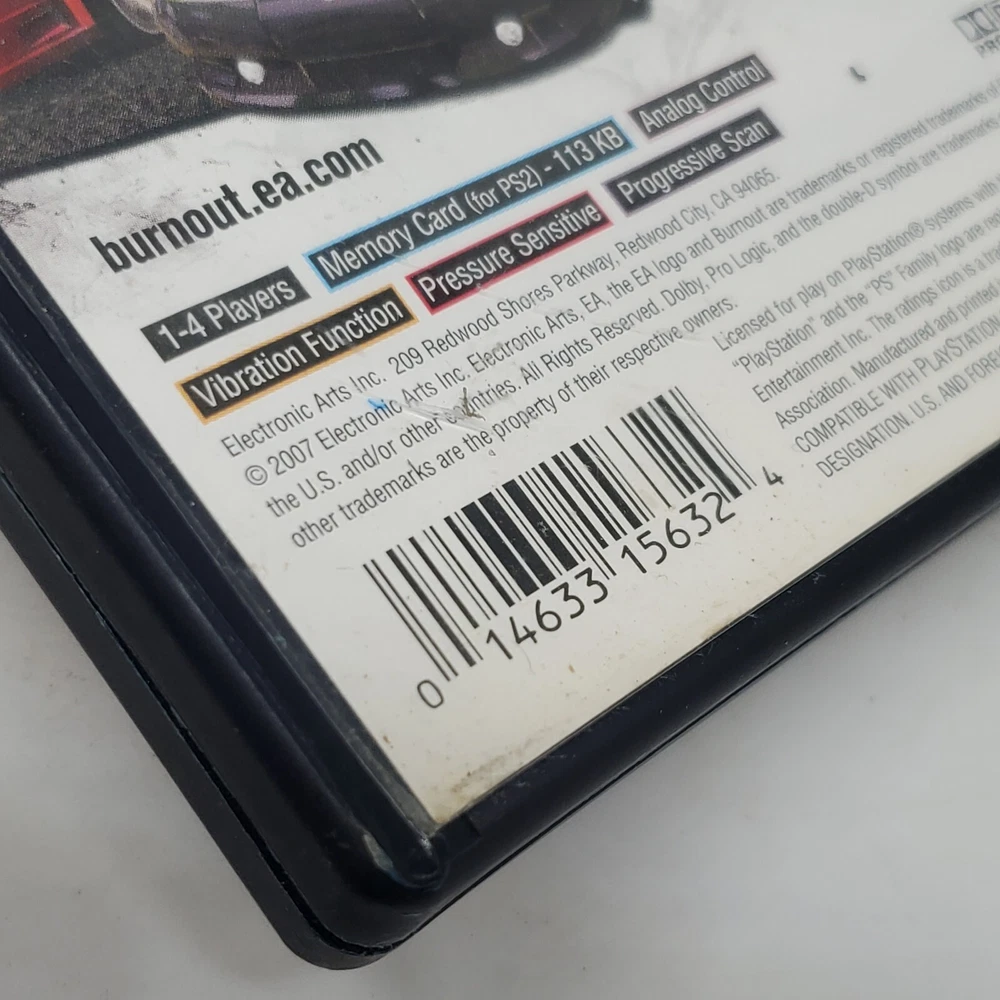 burnout.ea.com
1-4 Players
Memory Card (for PS2) - 113 KB
Analog Control
Vibration Function
Pressure Sensitive
Progressive Scan
Electronic Arts Inc. 209 Redwood Shores Parkway, Redwood City, CA 94065.
© 2007 Electronic Arts Inc. Electronic Arts, EA, the EA logo and Burnout are trademarks or registered trademarks of
the U.S. and/or other countries. All Rights Reserved. Dolby, Pro Logic, and the double-D symbol are trademarks
other trademarks are the property of their respective owners.
Licensed for play on PlayStation® systems with
"PlayStation" and the "PS" Family logo are
Entertainment Inc. The ratings icon is a
Association. Manufactured and printed
COMPATIBLE WITH PLAYSTATION
DESIGNATION. U.S. AND
0 14633 15632 4